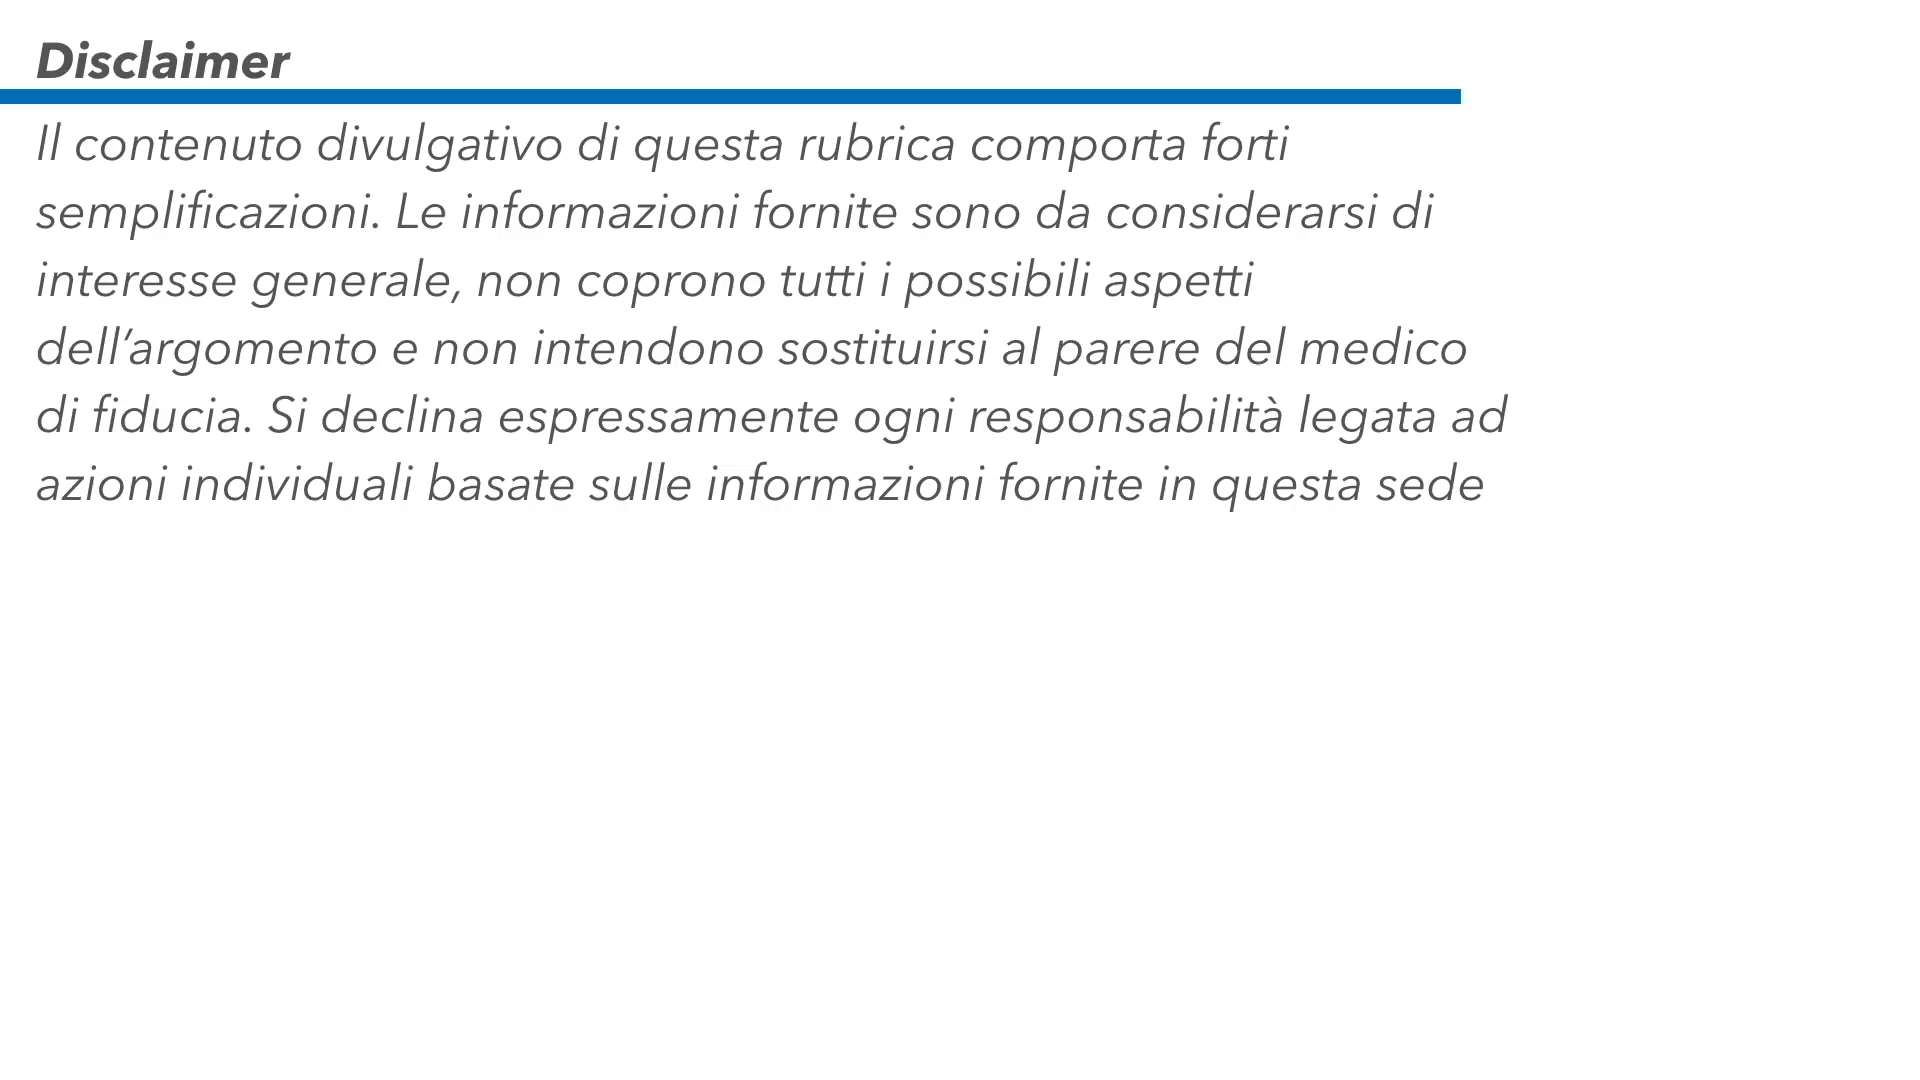 Disclaimer
Il contenuto divulgativo di questa rubrica comporta forti
semplificazioni. Le informazioni fornite sono da considerarsi di
interesse generale, non coprono tutti i possibili aspetti
dell’argomento e non intendono sostituirsi al parere del medico
di fiducia. Si declina espressamente ogni responsabilità legata ad
azioni individuali basate sulle informazioni fornite in questa sede